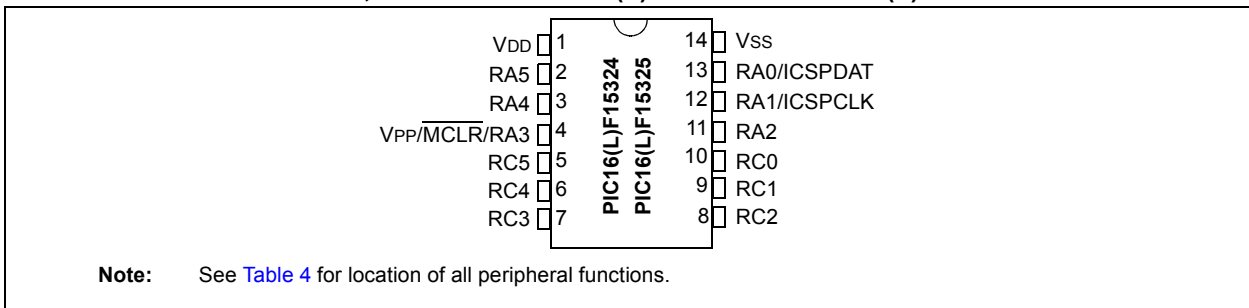 VDD 1 14 VSS
RA5 2 13 RA0/ICSPDAT
RA4 3 12 RA1/ICSPCLK
VPP/MCLR/RA3 4 11 RA2
RC5 5 10 RC0
RC4 6 9 RC1
RC3 7 8 RC2
PIC16(L)F15324
PIC16(L)F15325
Note: See Table 4 for location of all peripheral functions.